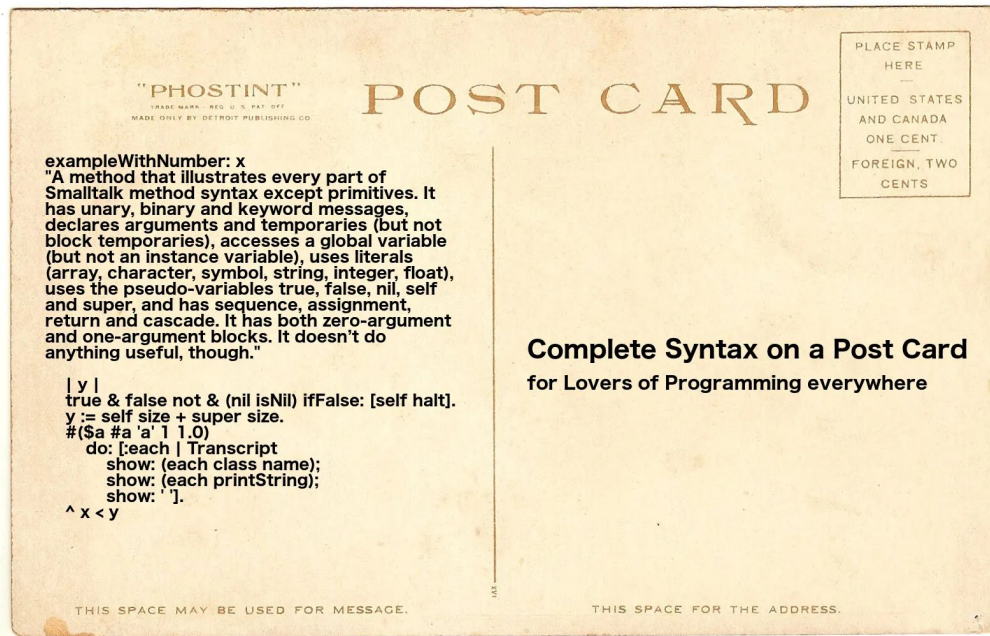 "PHOSTINT"
TRADE MARK - REG. U. S. PAT. OFF.
MADE ONLY BY DETROIT PUBLISHING CO.
POST CARD
PLACE STAMP
HERE
UNITED STATES
AND CANADA
ONE CENT.
FOREIGN, TWO
CENTS
exampleWithNumber: x
"A method that illustrates every part of
Smalltalk method syntax except primitives. It
has unary, binary and keyword messages,
declares arguments and temporaries (but not
block temporaries), accesses a global variable
(but not an instance variable), uses literals
(array, character, symbol, string, integer, float),
uses the pseudo-variables true, false, nil, self
and super, and has sequence, assignment,
return and cascade. It has both zero-argument
and one-argument blocks. It doesn't do
anything useful, though."
| y |
true & false not & (nil isNil) ifFalse: [self halt].
y := self size + super size.
#($a #a 'a' 1 1.0)
do: [:each | Transcript
show: (each class name);
show: (each printString);
show: ' '].
^ x < y
Complete Syntax on a Post Card
for Lovers of Programming everywhere
THIS SPACE MAY BE USED FOR MESSAGE.
THIS SPACE FOR THE ADDRESS.